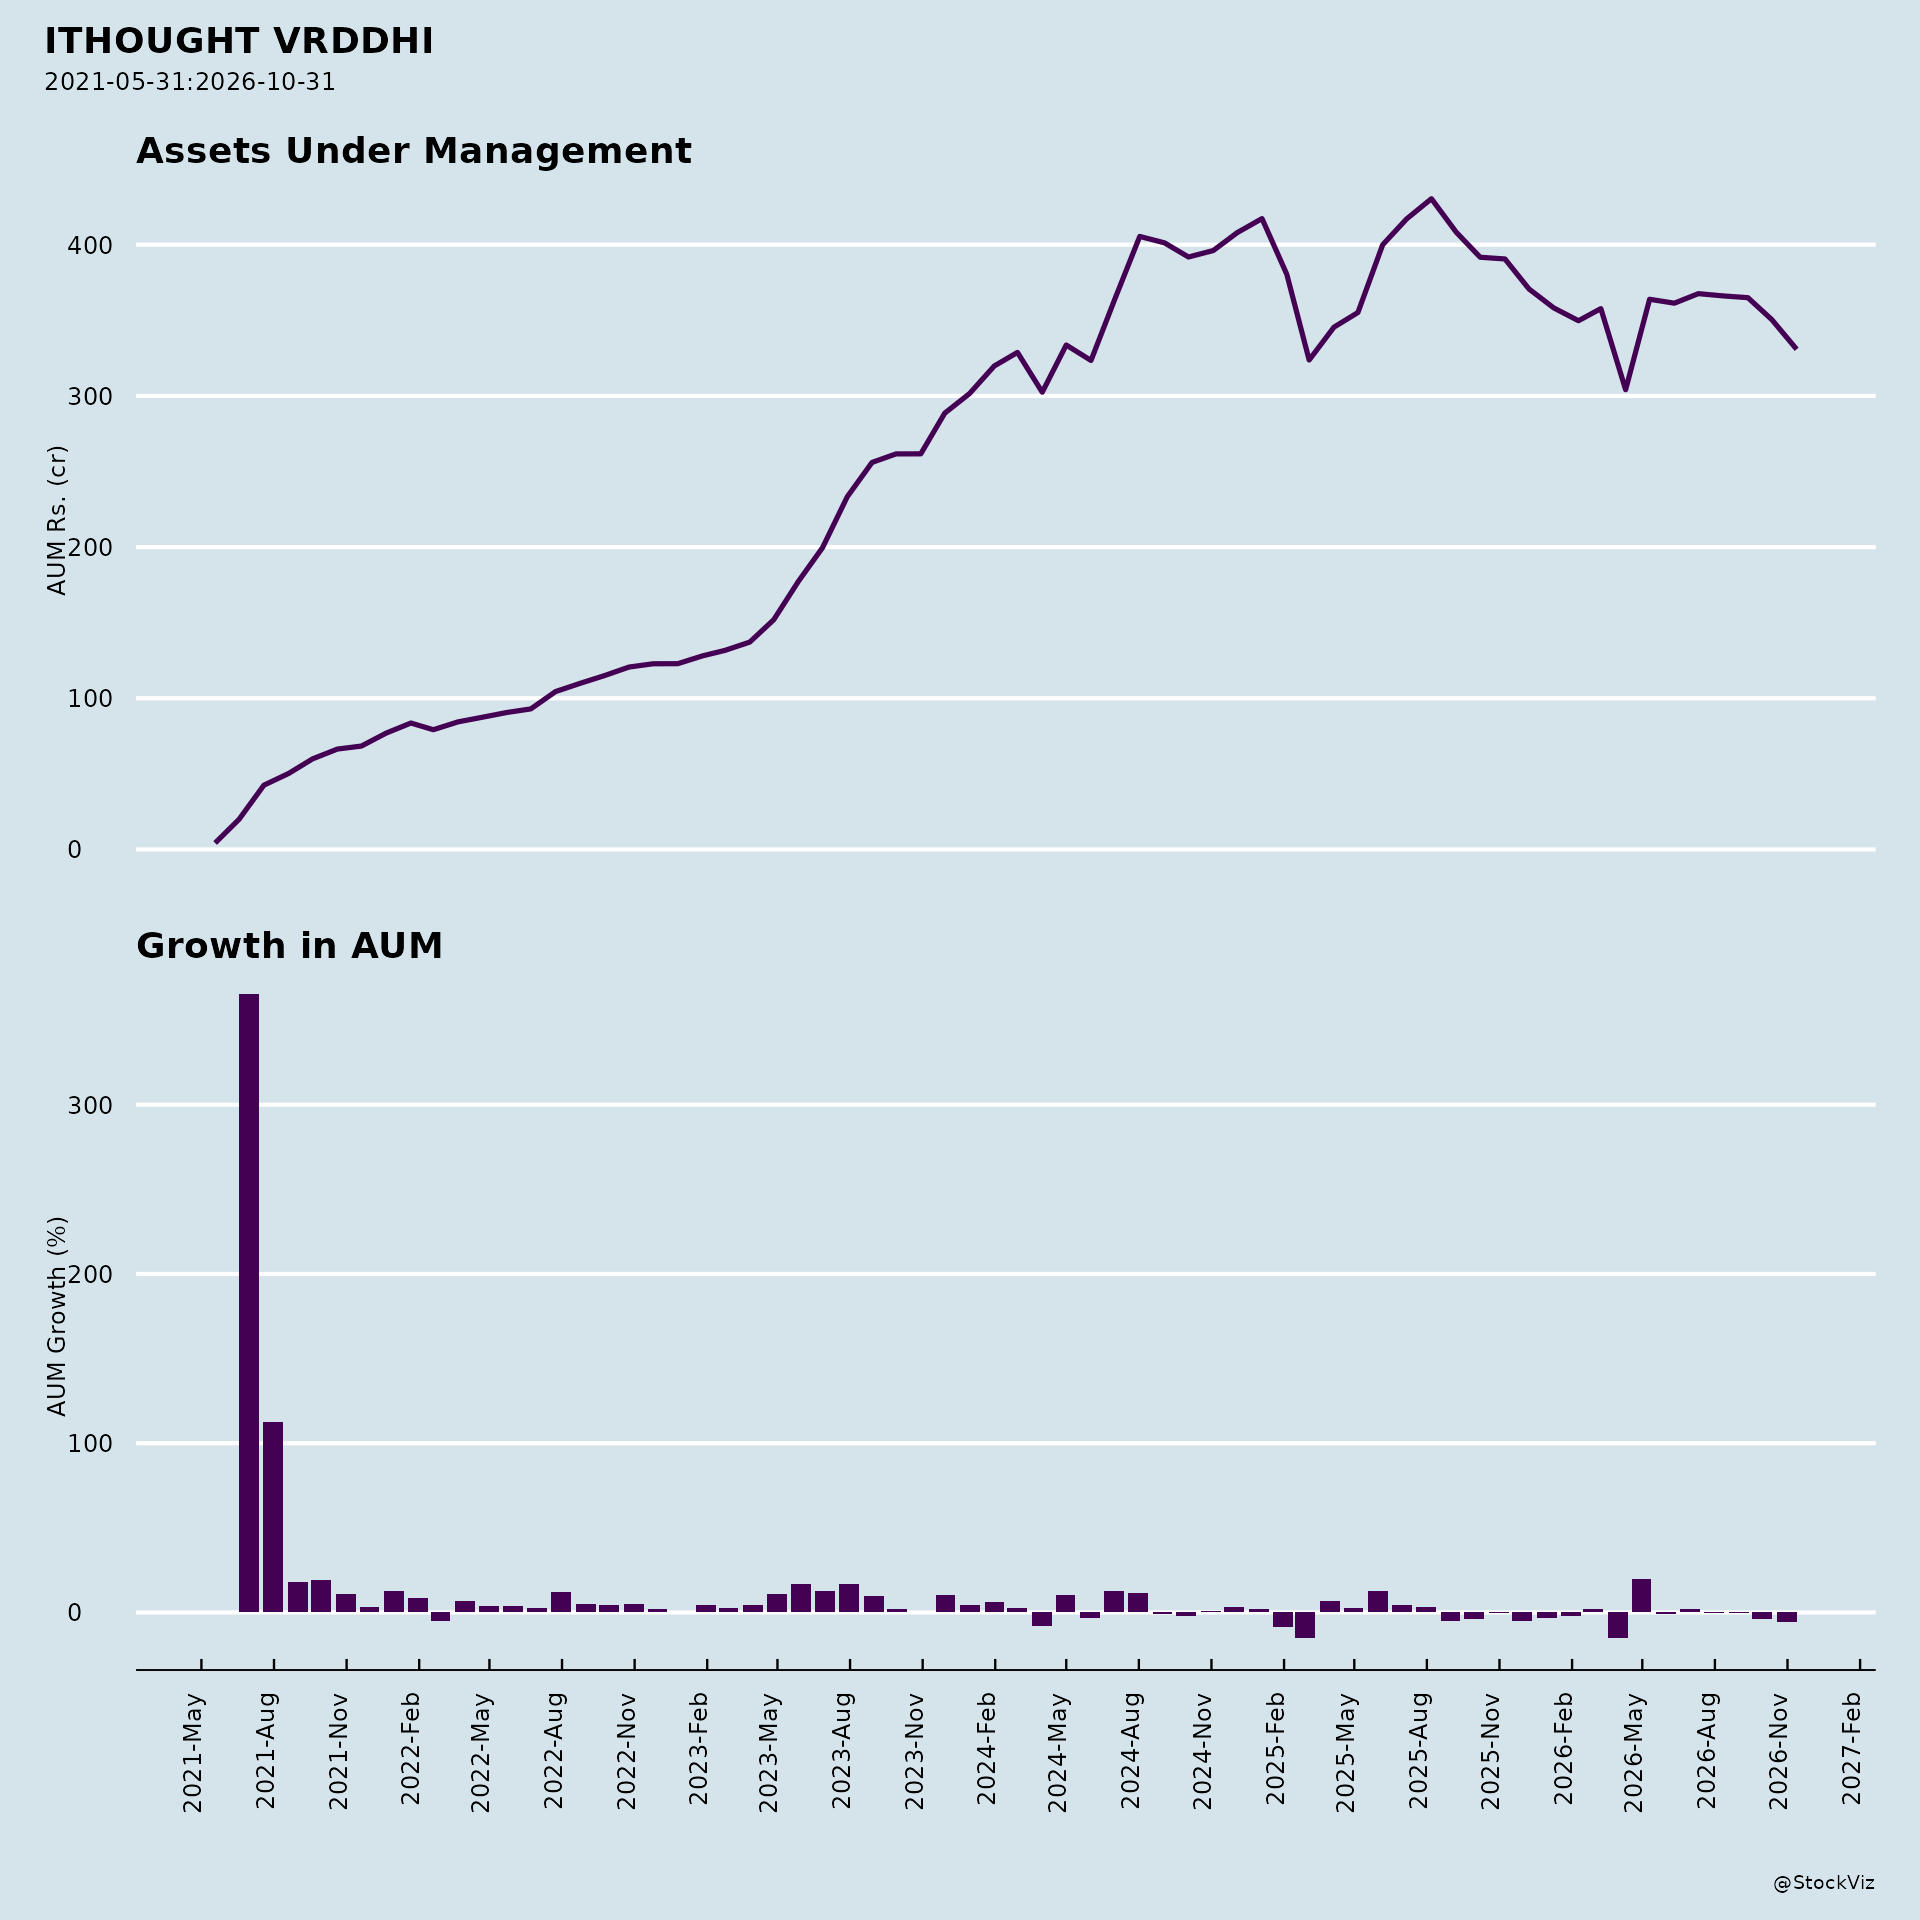 ITHOUGHT VRDDHI
2021-05-31:2026-10-31
Assets Under Management
AUM Rs. (cr)
400
300
200
100
0
Growth in AUM
AUM Growth (%)
300
200
100
0
2021-May
2021-Aug
2021-Nov
2022-Feb
2022-May
2022-Aug
2022-Nov
2023-Feb
2023-May
2023-Aug
2023-Nov
2024-Feb
2024-May
2024-Aug
2024-Nov
2025-Feb
2025-May
2025-Aug
2025-Nov
2026-Feb
2026-May
2026-Aug
2026-Nov
2027-Feb
@StockViz